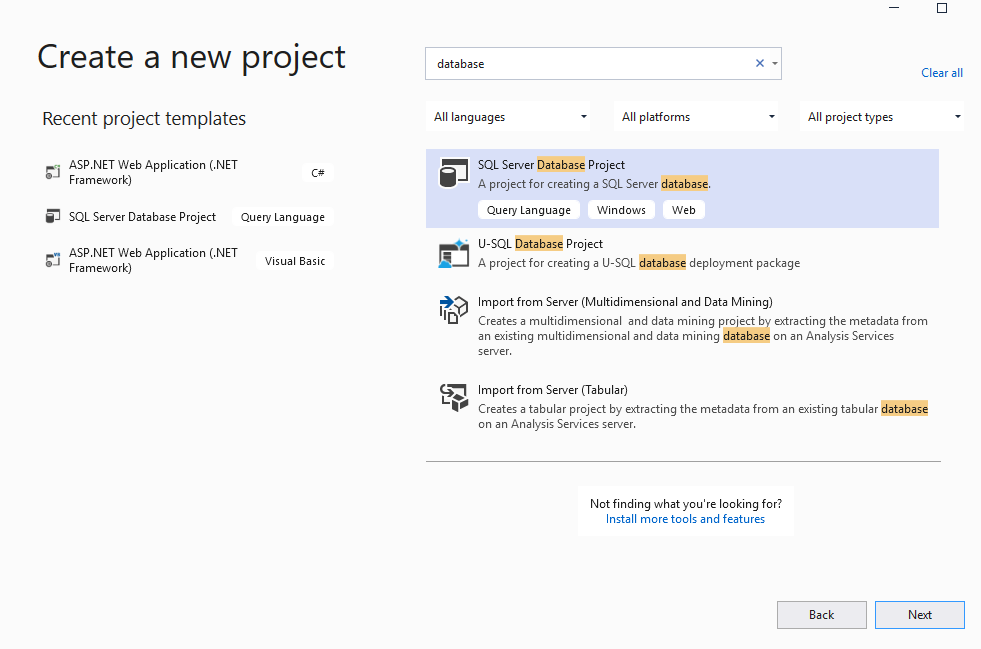 Create a new project
database
Clear all
Recent project templates
All languages
All platforms
All project types
ASP.NET Web Application (.NET
Framework)
C#
SQL Server Database Project
Query Language
ASP.NET Web Application (.NET
Framework)
Visual Basic
SQL Server Database Project
A project for creating a SQL Server database.
Query Language
Windows
Web
U-SQL Database Project
A project for creating a U-SQL database deployment package
Import from Server (Multidimensional and Data Mining)
Creates a multidimensional  and data mining project by extracting the metadata from
an existing multidimensional and data mining database on an Analysis Services
server.
Import from Server (Tabular)
Creates a tabular project by extracting the metadata from an existing tabular database
on an Analysis Services server.
Not finding what you're looking for?
Install more tools and features
Back
Next